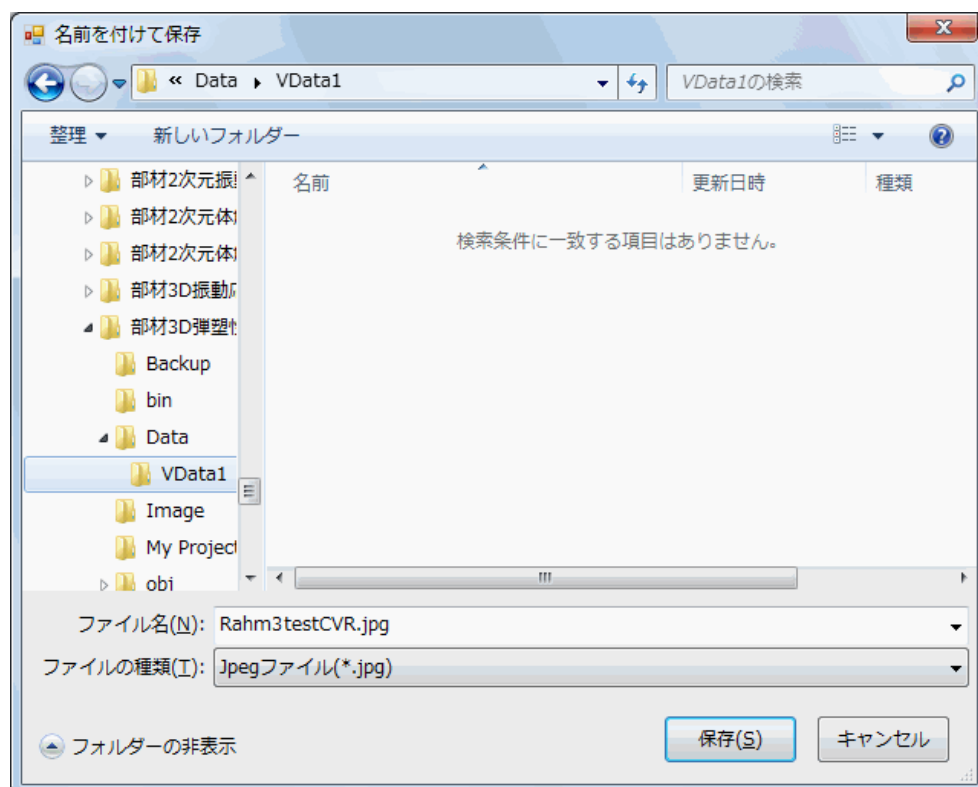 名前を付けて保存
« Data VData1 VData1の検索
整理 新しいフォルダー
名前 更新日時 種類
検索条件に一致する項目はありません。
部材2次元振
部材2次元体
部材2次元体
部材3D振動
部材3D弾塑性
Backup
bin
Data
VData1
Image
My Project
obj
ファイル名(N): Rahm3testCVR.jpg
ファイルの種類(T): Jpegファイル(*.jpg)
フォルダーの非表示 保存(S) キャンセル